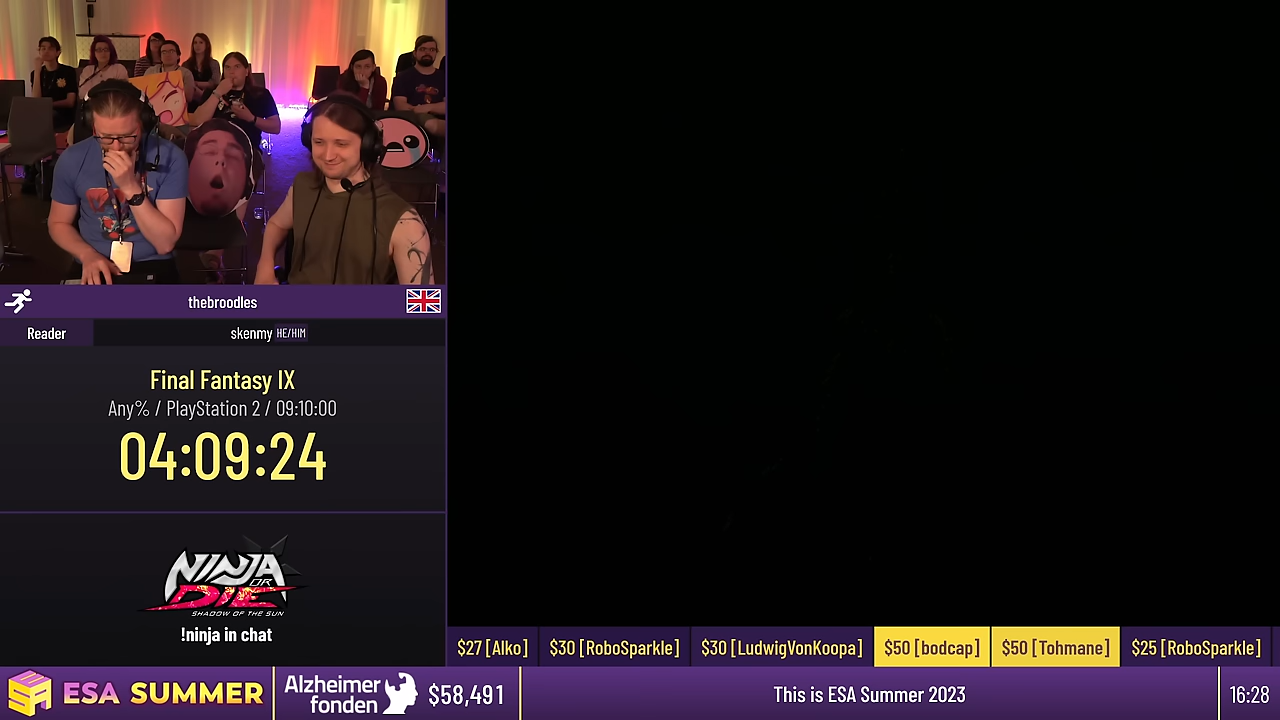 thebroodles
Reader
skenmy HE/HIM
Final Fantasy IX
Any% / PlayStation 2 / 09:10:00
04:09:24
NINJA
OR
DIE
SHADOW OF THE SUN
!ninja in chat
$27 [Alko]
$30 [RoboSparkle]
$30 [LudwigVonKoopa]
$50 [bodcap]
$50 [Tohmane]
$25 [RoboSparkle]
ESA SUMMER
Alzheimer
fonden
$58,491
This is ESA Summer 2023
16:28